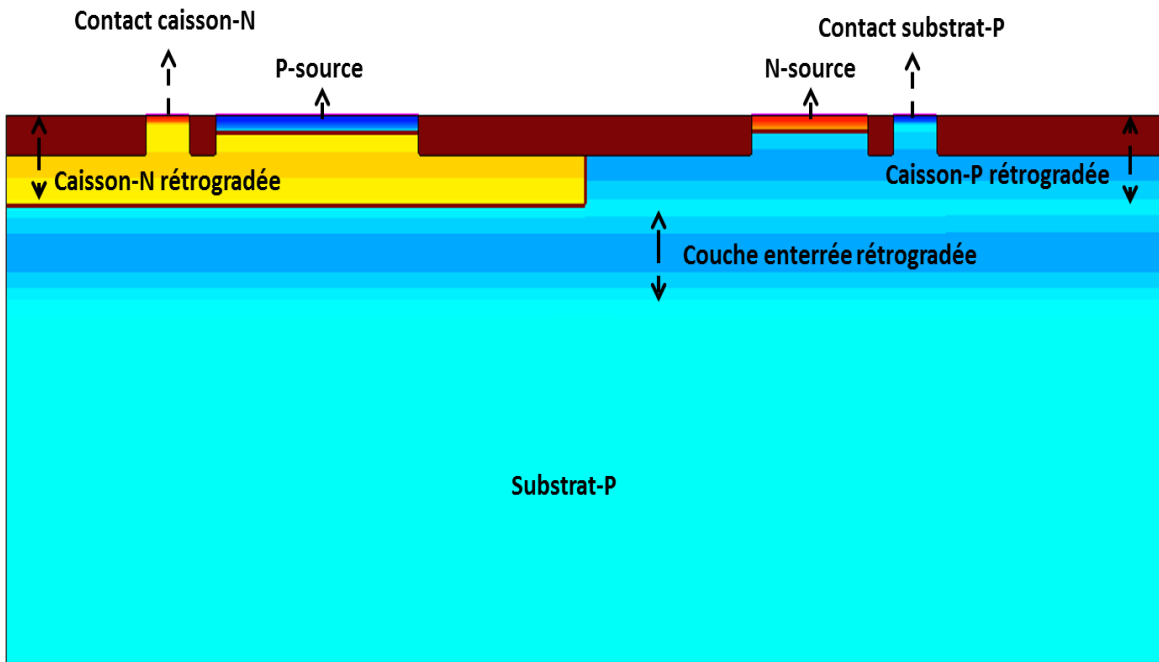 Contact caisson-N
Contact substrat-P
P-source
N-source
Caisson-N rétrogradée
Caisson-P rétrogradée
Couche enterrée rétrogradée
Substrat-P